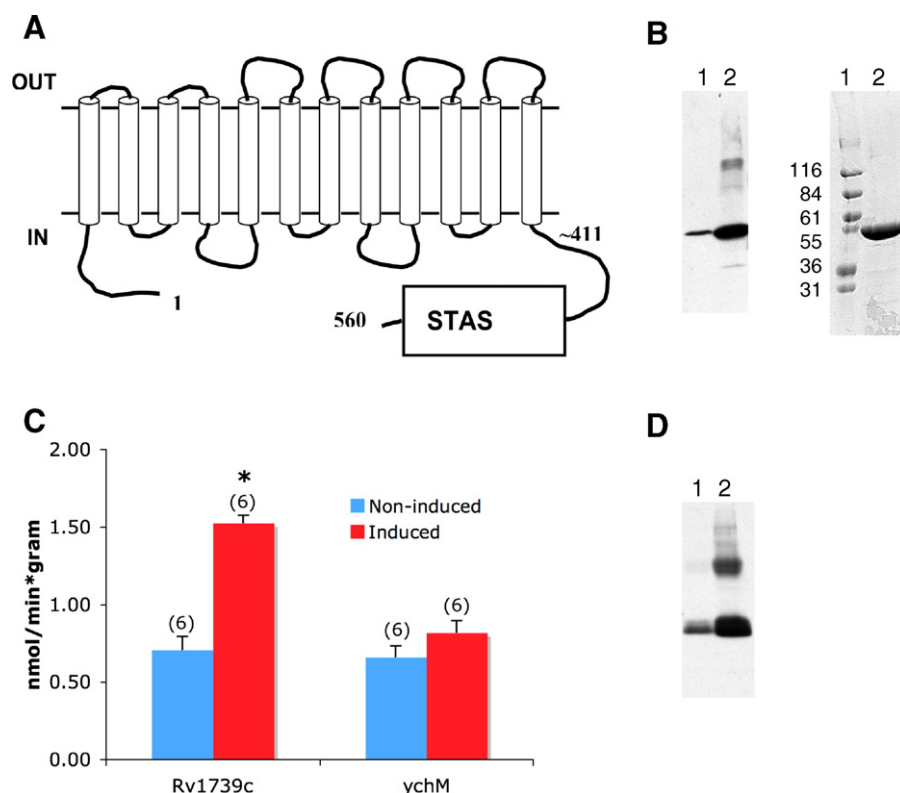 A
OUT
IN
1
~411
560
STAS
B
1 2
1 2
116
84
61
55
36
31
C
2.00
1.50
1.00
0.50
0.00
nmol/min*gram
*
(6)
(6)
(6)
(6)
Non-induced
Induced
Rv1739c
ychM
D
1 2